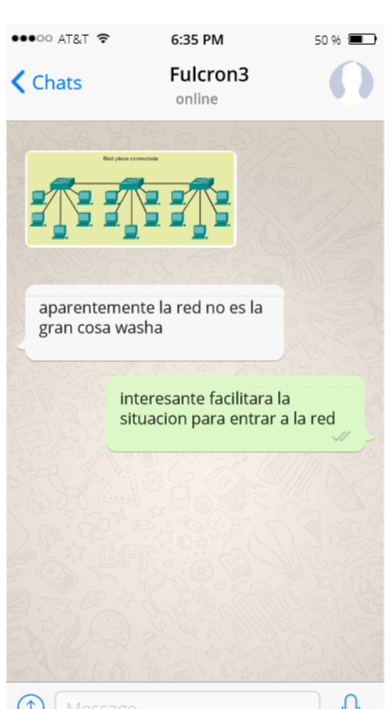 AT&T 6:35 PM 50 %
Chats
Fulcron3
online
Red plana conmutada
aparentemente la red no es la
gran cosa washa
interesante facilitara la
situacion para entrar a la red
BFF
Message